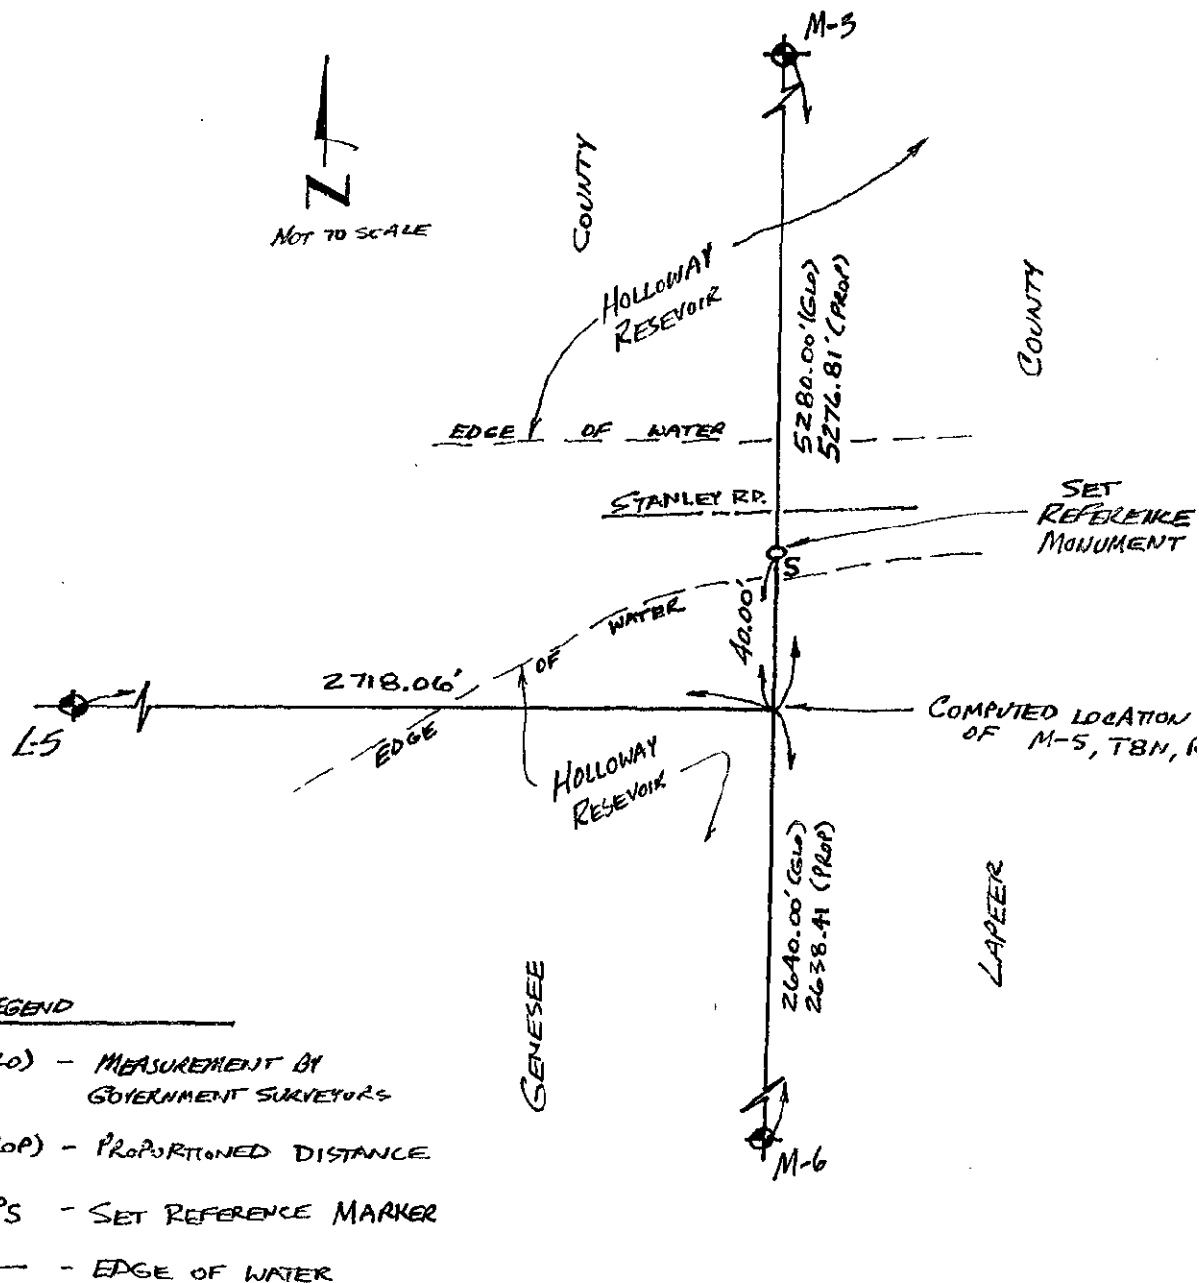 M-3
Z
NOT TO SCALE
COUNTY
HOLLOWAY
RESEVOIR
5280.00' (GLO)
5276.81' (PROP)
COUNTY
EDGE OF WATER
STANLEY RD.
SET
REFERENCE
MONUMENT
S
40.00'
EDGE OF WATER
2718.06'
L-5
COMPUTED LOCATION
OF M-5, T8N, R
HOLLOWAY
RESEVOIR
2640.00' (GLO)
2638.41 (PROP)
LAPEER
GENESEE
EGEND
LO) - MEASUREMENT BY
GOVERNMENT SURVEYORS
OP) - PROPORTIONED DISTANCE
S - SET REFERENCE MARKER
— - EDGE OF WATER
M-6